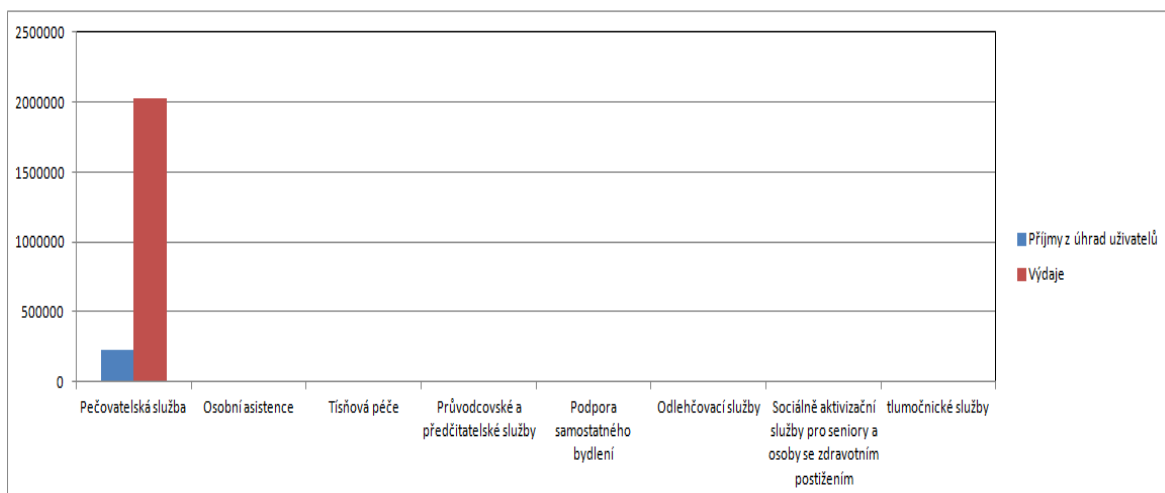 2500000
2000000
1500000
1000000
500000
0
Pečovatelská služba
Osobní asistence
Tísňová péče
Průvodcovské a
předčitatelské služby
Podpora
samostatného
bydlení
Odlehčovací služby
Sociálně aktivizační
služby pro seniory a
osoby se zdravotním
postižením
tlumočnické služby
Příjmy z úhrad uživatelů
Výdaje